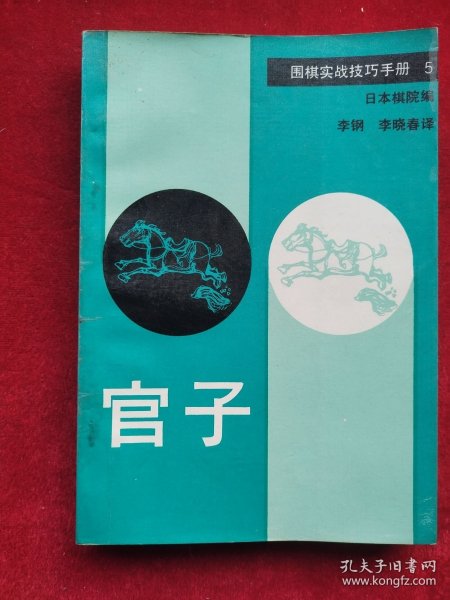 围棋实战技巧手册 5
日本棋院编
李钢 李晓春译
官子
孔夫子旧书网
www.kongfz.com